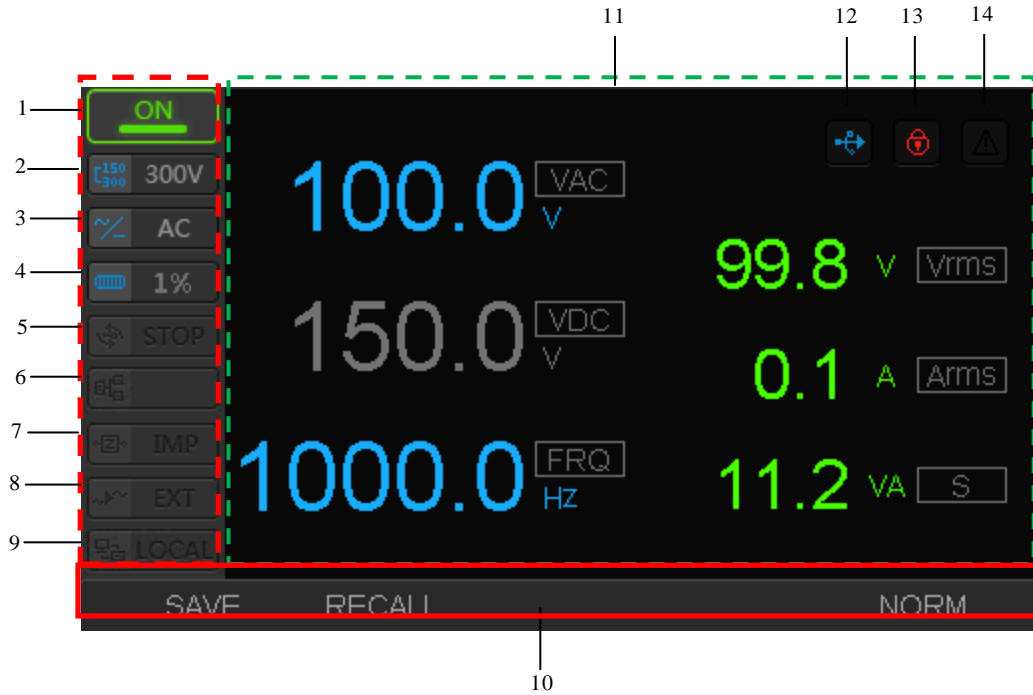 11 12 13 14
1 ON
2 150 300 300V
100.0 VAC
V
3 AC
99.8 V Vrms
4 1%
5 STOP
150.0 VDC
V
6
0.1 A Arms
7 IMP
1000.0 FRQ
Hz
11.2 VA S
8 EXT
9 LOCAL
SAVE RECALL NORM
10